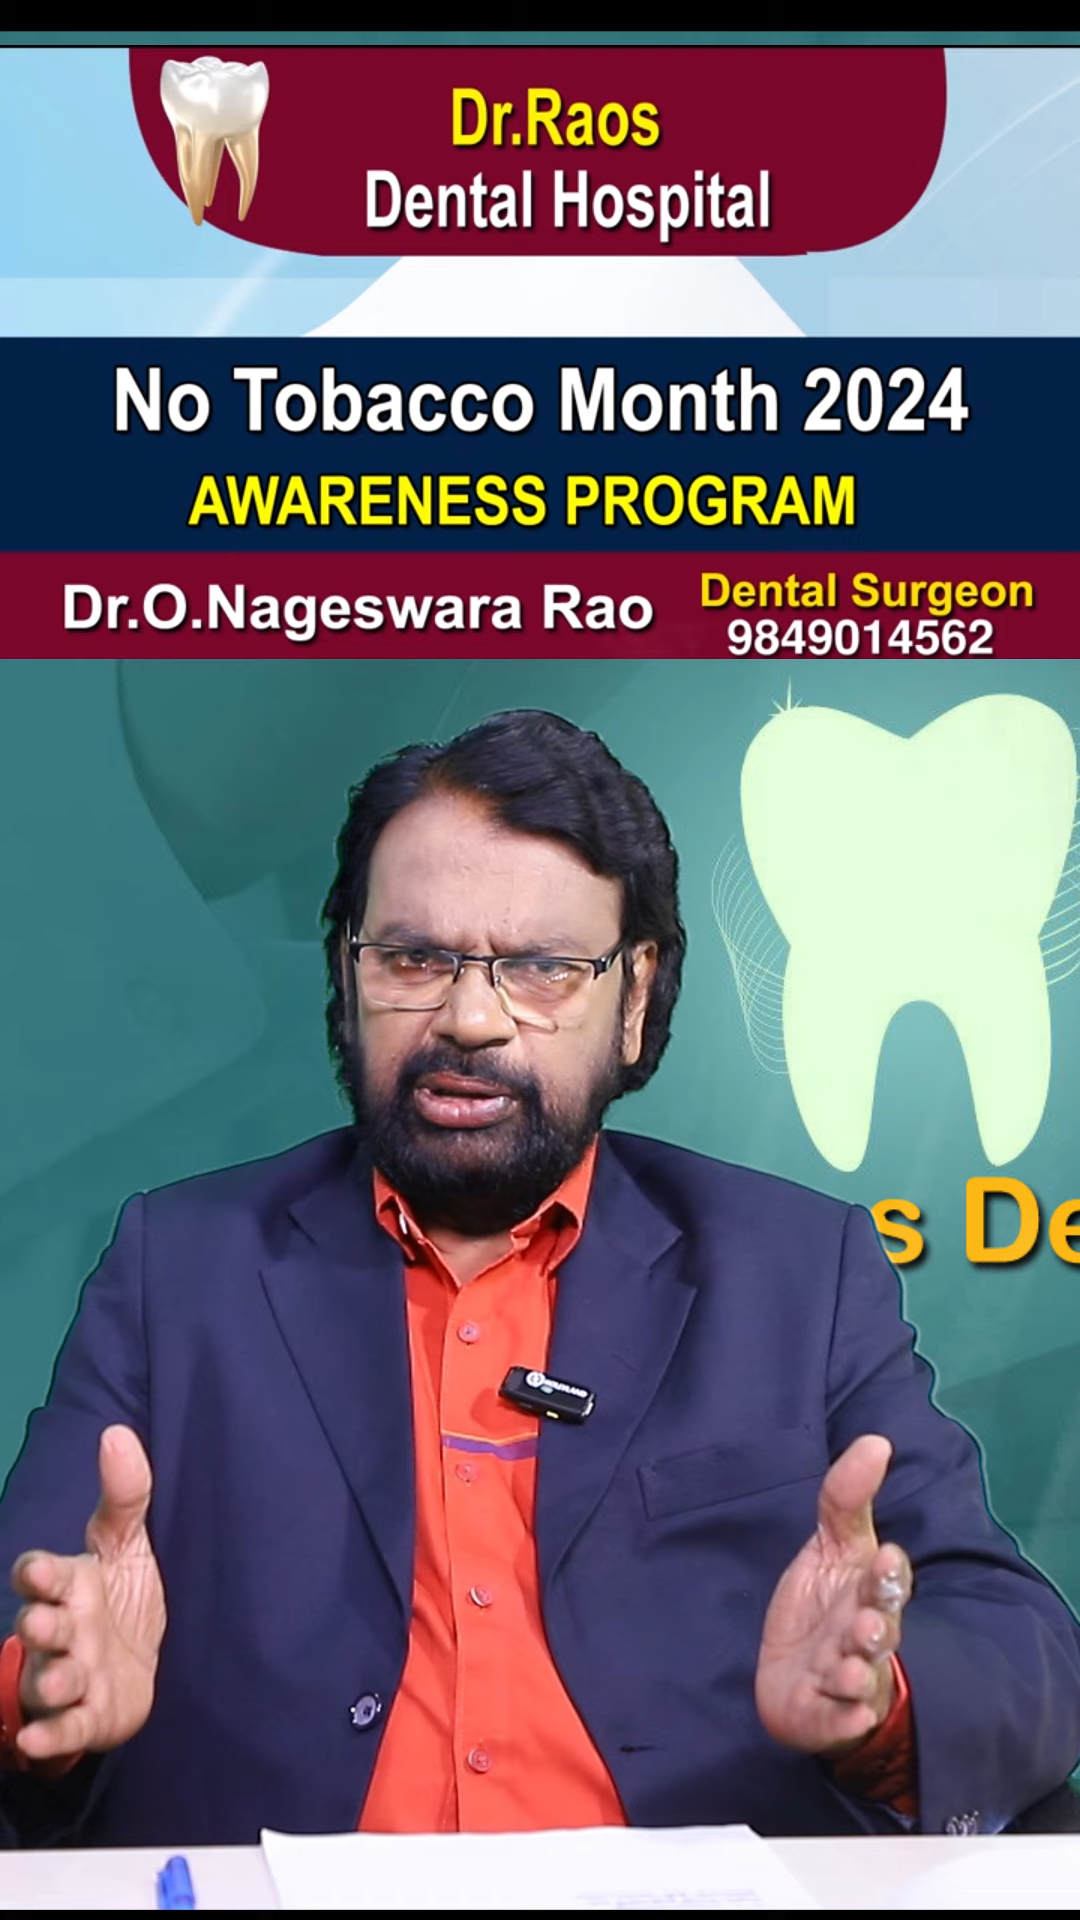 Dr.Raos
Dental Hospital
No Tobacco Month 2024
AWARENESS PROGRAM
Dr.O.Nageswara Rao
Dental Surgeon
9849014562
s De